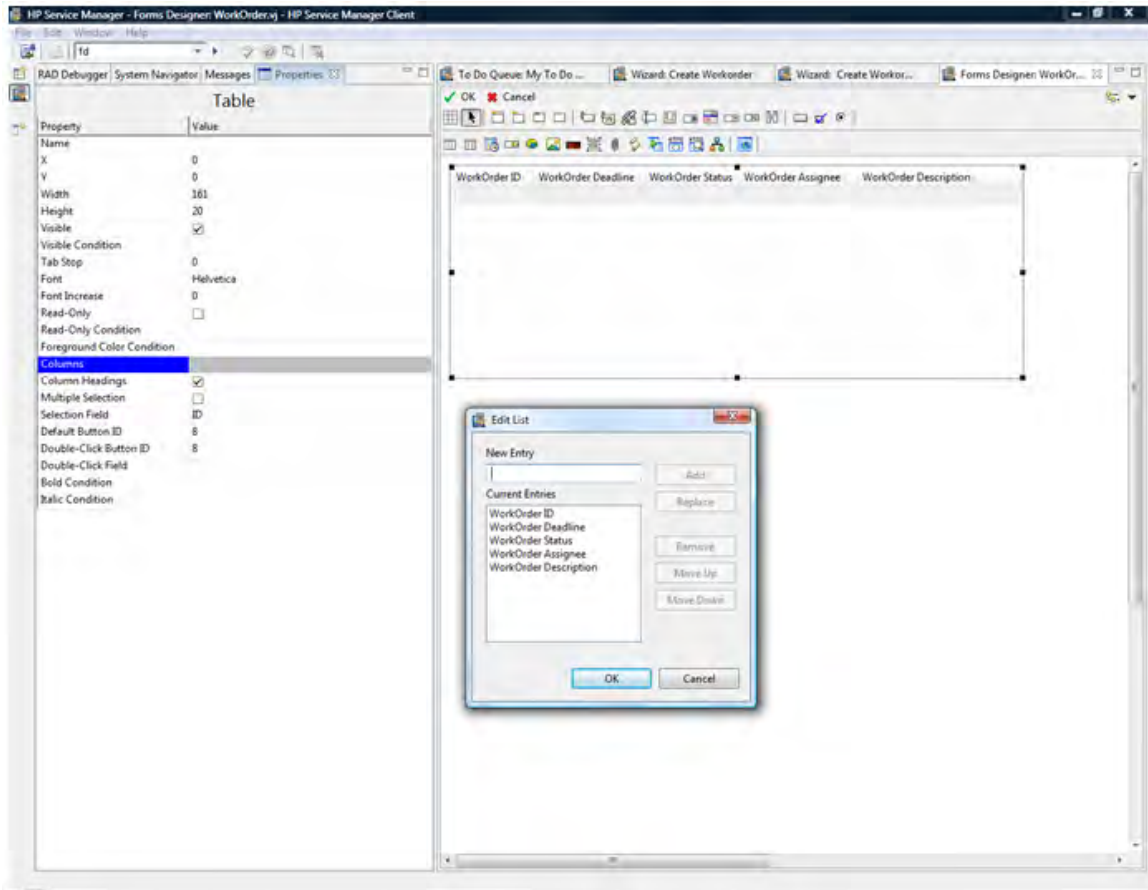 HP Service Manager - Forms Designer: WorkOrder.vj - HP Service Manager Client
File Edit Window Help
fd
RAD Debugger System Navigator Messages Properties
To Do Queue: My To Do ... Wizard: Create Workorder Wizard: Create Workor... Forms Designer: WorkOr...
Table
OK Cancel
Property Value
Name
X 0
Y 0
Width 161
Height 20
Visible
Visible Condition
Tab Stop 0
Font Helvetica
Font Increase 0
Read-Only
Read-Only Condition
Foreground Color Condition
Columns
Column Headings
Multiple Selection
Selection Field ID
Default Button ID 8
Double-Click Button ID 8
Double-Click Field
Bold Condition
Italic Condition
WorkOrder ID WorkOrder Deadline WorkOrder Status WorkOrder Assignee WorkOrder Description
Edit List
New Entry
Add
Current Entries
Replace
WorkOrder ID
WorkOrder Deadline
WorkOrder Status
WorkOrder Assignee
WorkOrder Description
Remove
Move Up
Move Down
OK Cancel